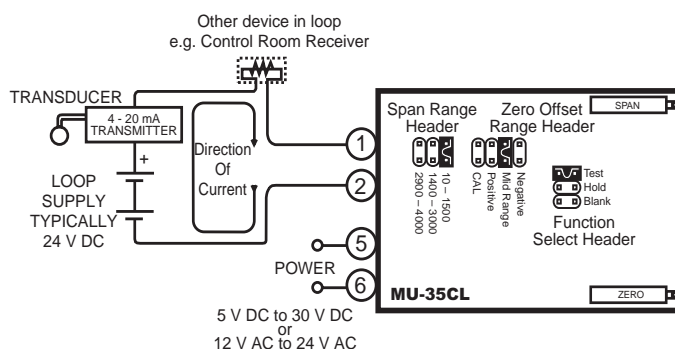 Other device in loop
e.g. Control Room Receiver
TRANSDUCER
4 - 20 mA
TRANSMITTER
+
LOOP
SUPPLY
TYPICALLY
24 V DC
Direction
Of
Current
1
2
5
6
POWER
5 V DC to 30 V DC
or
12 V AC to 24 V AC
Span Range
Header
2900 – 4000
1400 – 3000
10 – 1500
Zero Offset
Range Header
CAL
Positive
Mid Range
Negative
SPAN
Test
Hold
Blank
Function
Select Header
MU-35CL
ZERO